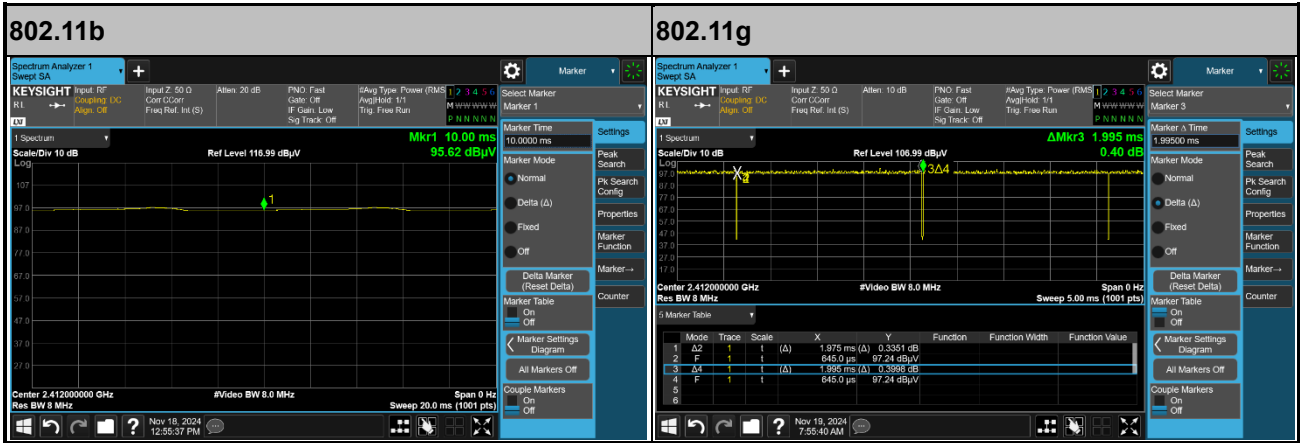 802.11b
Spectrum Analyzer 1
Swept SA
Marker
KEYSIGHT
Input: RF
Coupling: DC
Align: Off
Input Z: 50 Ω
Corr CCorr
Freq Ref: Int (S)
Atten: 20 dB
PNO: Fast
Gate: Off
IF Gain: Low
Sig Track: Off
#Avg Type: Power (RMS
Avg|Hold: 1/1
Trig: Free Run
1 2 3 4 5 6
M W W W W W
P N N N N N
R L
LXI
Select Marker
Marker 1
1 Spectrum
Mkr1 10.00 ms
95.62 dBµV
Scale/Div 10 dB
Ref Level 116.99 dBµV
Log
107
97.0
87.0
77.0
67.0
57.0
47.0
37.0
27.0
1
Center 2.412000000 GHz
#Video BW 8.0 MHz
Span 0 Hz
Res BW 8 MHz
Sweep 20.0 ms (1001 pts)
Marker Time
10.0000 ms
Marker Mode
Normal
Delta (Δ)
Fixed
Off
Delta Marker
(Reset Delta)
Marker Table
On
Off
Marker Settings
Diagram
All Markers Off
Couple Markers
On
Off
Settings
Peak
Search
Pk Search
Config
Properties
Marker
Function
Marker→
Counter
Nov 18, 2024
12:55:37 PM
802.11g
Spectrum Analyzer 1
Swept SA
Marker
KEYSIGHT
Input: RF
Coupling: DC
Align: Off
Input Z: 50 Ω
Corr CCorr
Freq Ref: Int (S)
Atten: 10 dB
PNO: Fast
Gate: Off
IF Gain: Low
Sig Track: Off
#Avg Type: Power (RMS
Avg|Hold: 1/1
Trig: Free Run
1 2 3 4 5 6
M W W W W W
P N N N N N
R L
LXI
Select Marker
Marker 3
1 Spectrum
ΔMkr3 1.995 ms
0.40 dB
Scale/Div 10 dB
Ref Level 106.99 dBµV
Log
97.0
87.0
77.0
67.0
57.0
47.0
37.0
27.0
17.0
3Δ4
Center 2.412000000 GHz
#Video BW 8.0 MHz
Span 0 Hz
Res BW 8 MHz
Sweep 5.00 ms (1001 pts)
5 Marker Table
Mode Trace Scale X Y Function Function Width Function Value
1 Δ2 1 t (Δ) 1.975 ms (Δ) 0.3351 dB
2 F 1 t 645.0 µs 97.24 dBµV
3 Δ4 1 t (Δ) 1.995 ms (Δ) 0.3998 dB
4 F 1 t 645.0 µs 97.24 dBµV
5
6
Marker Δ Time
1.99500 ms
Marker Mode
Normal
Delta (Δ)
Fixed
Off
Delta Marker
(Reset Delta)
Marker Table
On
Off
Marker Settings
Diagram
All Markers Off
Couple Markers
On
Off
Settings
Peak
Search
Pk Search
Config
Properties
Marker
Function
Marker→
Counter
Nov 19, 2024
7:55:40 AM